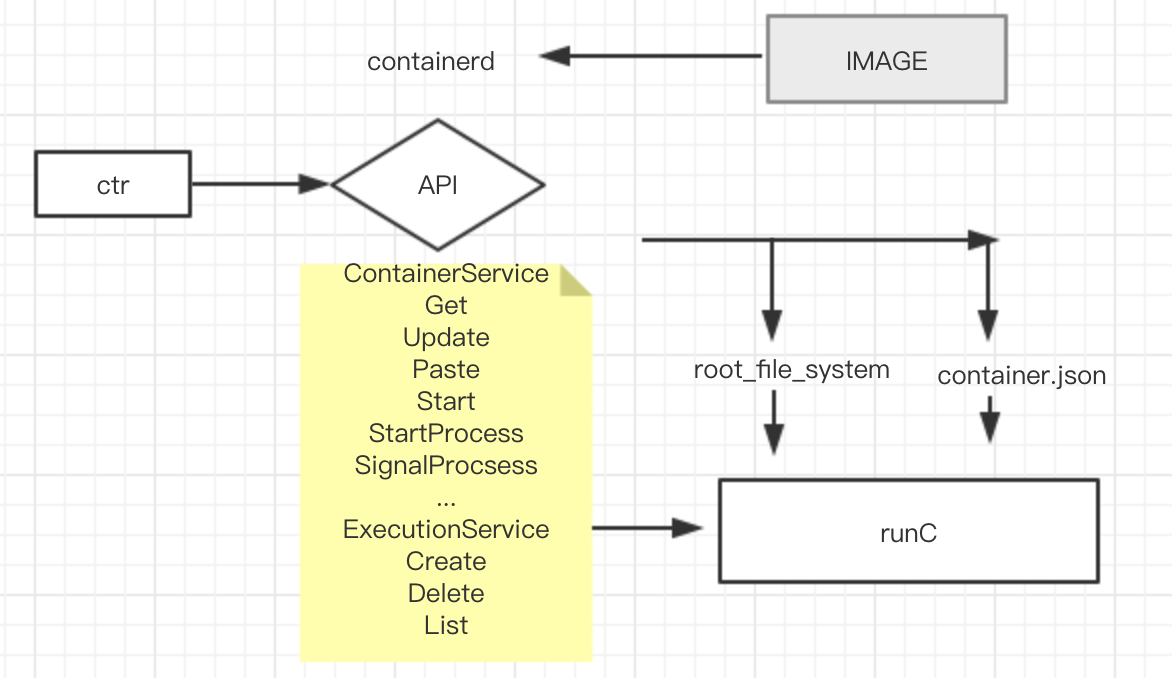 containerd
IMAGE
ctr
API
ContainerService
Get
Update
Paste
Start
StartProcess
SignalProcsess
...
ExecutionService
Create
Delete
List
root_file_system
container.json
runC